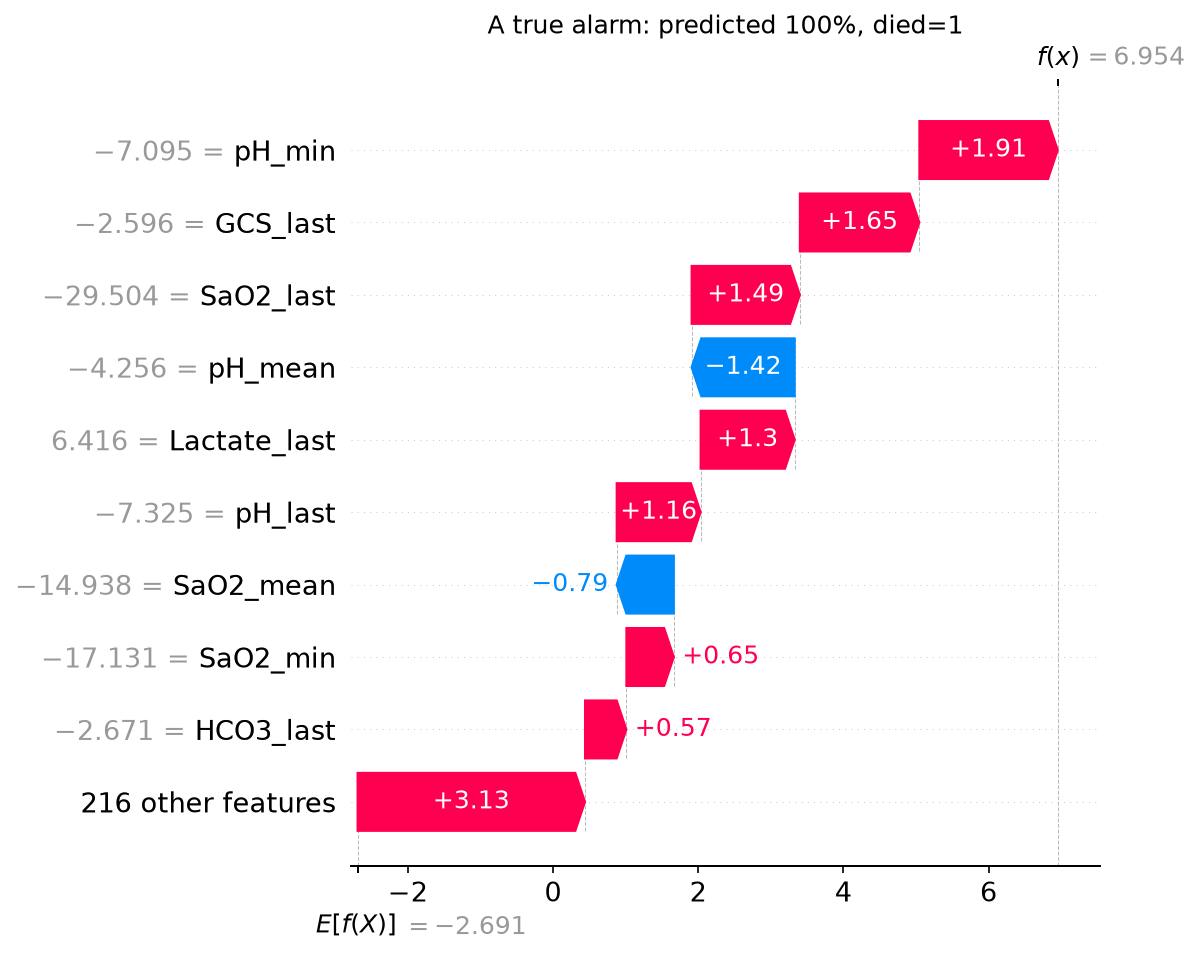 A true alarm: predicted 100%, died=1
f(x) = 6.954
−7.095 = pH_min +1.91
−2.596 = GCS_last +1.65
−29.504 = SaO2_last +1.49
−4.256 = pH_mean −1.42
6.416 = Lactate_last +1.3
−7.325 = pH_last +1.16
−14.938 = SaO2_mean −0.79
−17.131 = SaO2_min +0.65
−2.671 = HCO3_last +0.57
216 other features +3.13
−2 0 2 4 6
E[f(X)] = −2.691